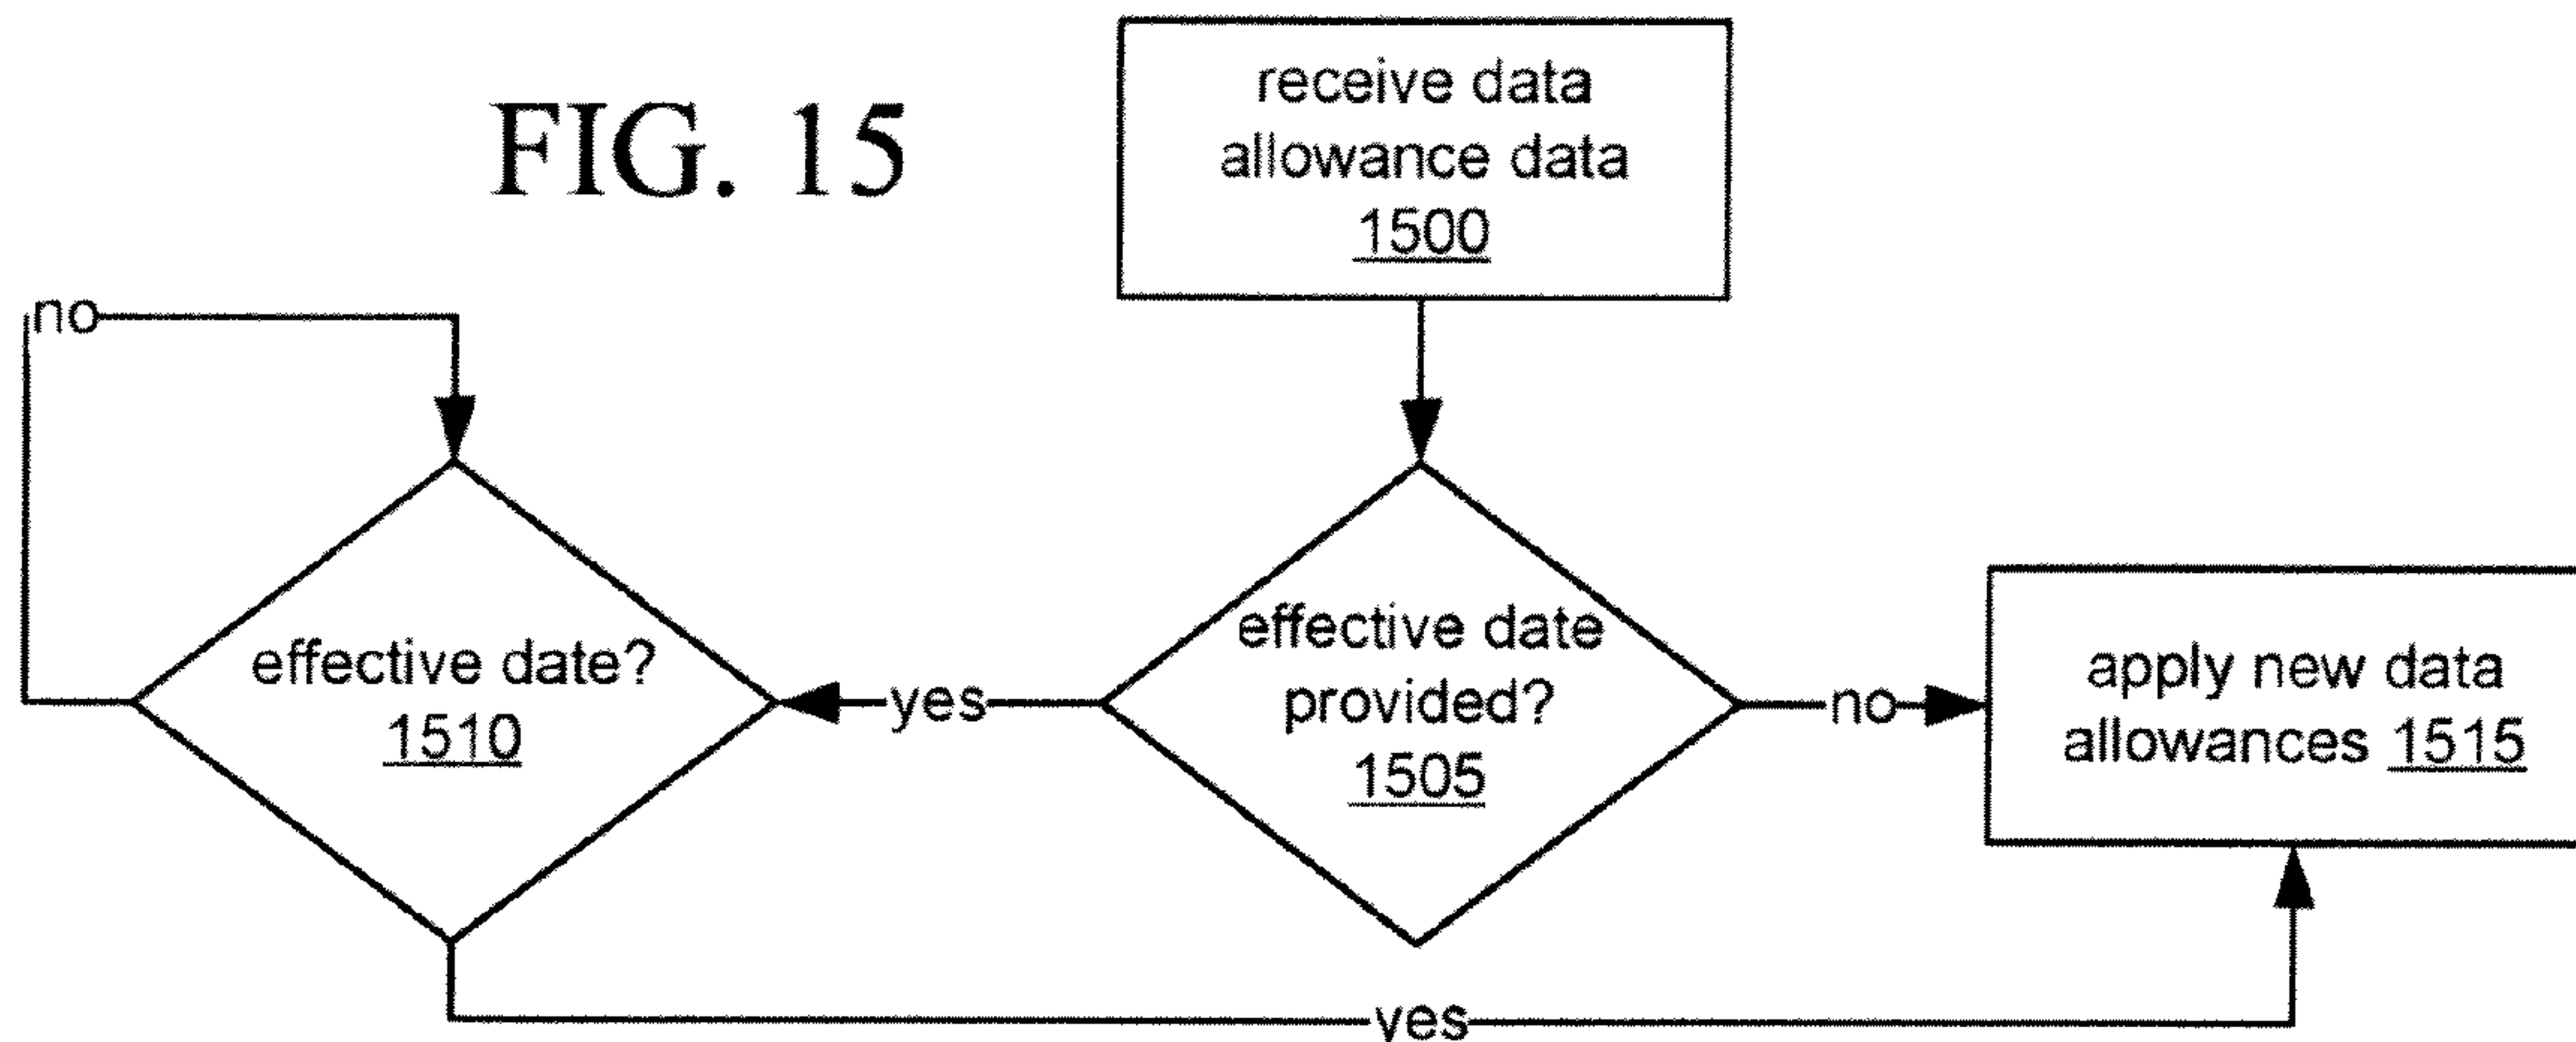 FIG. 15
receive data
allowance data
1500
no
effective date?
1510
yes
effective date
provided?
1505
no
apply new data
allowances 1515
yes